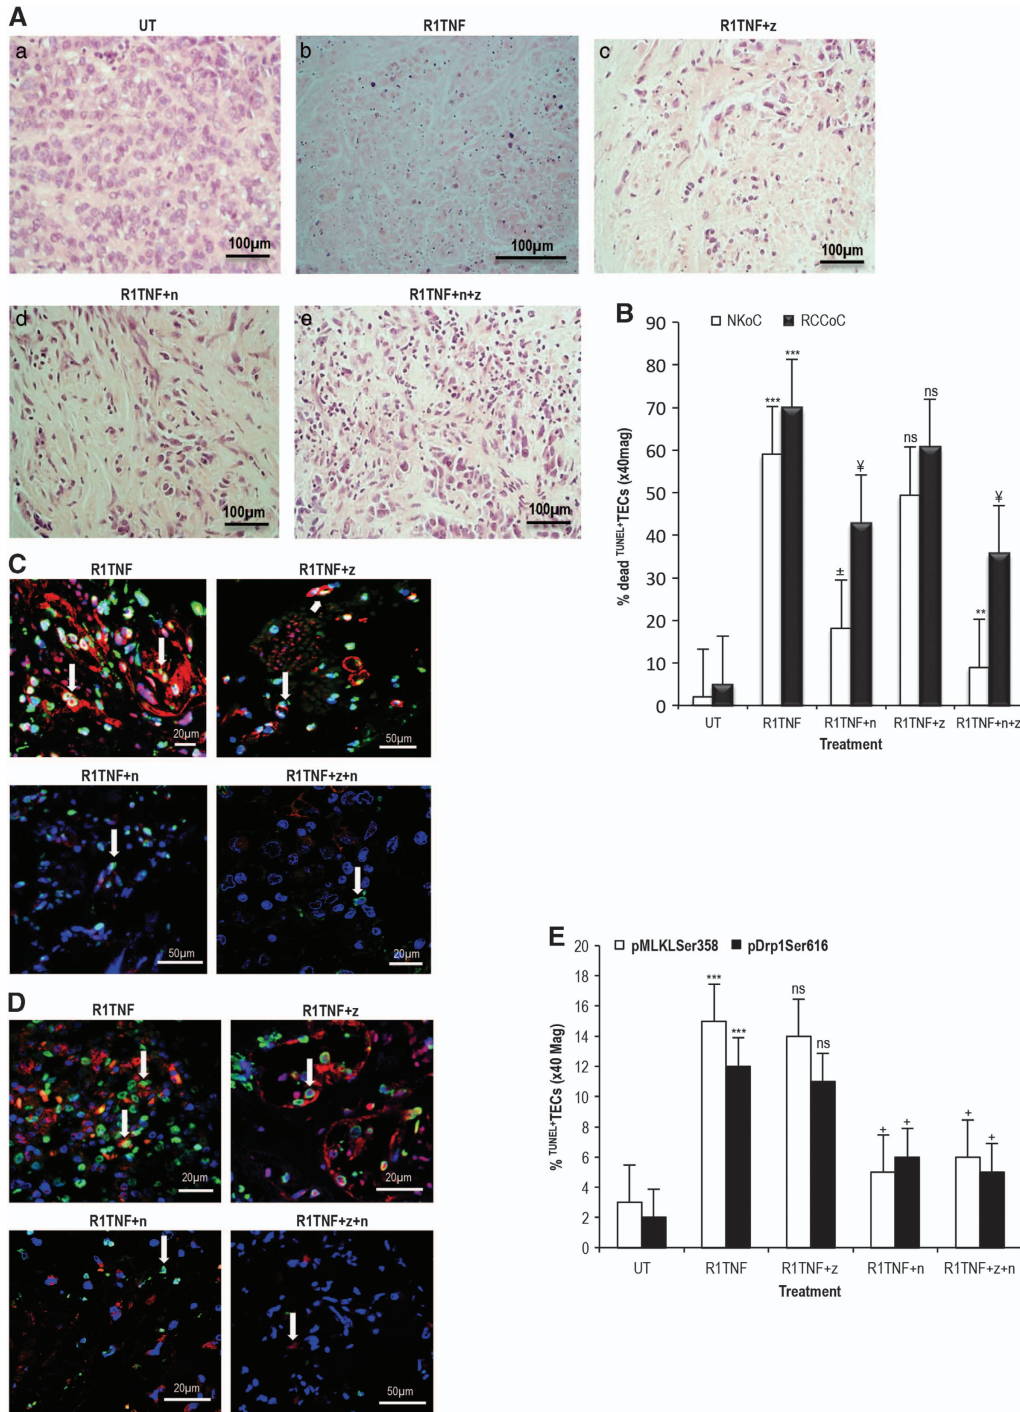 A
UT
R1TNF
R1TNF+z
a
b
c
100µm
100µm
100µm
R1TNF+n
R1TNF+n+z
d
e
100µm
100µm
B
NKoC
RCCoC
% dead TUNEL+TECs (x40mag)
90
80
70
60
50
40
30
20
10
0
***
***
±
¥
ns
ns
**
¥
UT
R1TNF
R1TNF+n
R1TNF+z
R1TNF+n+z
Treatment
C
R1TNF
R1TNF+z
20µm
50µm
R1TNF+n
R1TNF+z+n
50µm
20µm
D
R1TNF
R1TNF+z
20µm
20µm
R1TNF+n
R1TNF+z+n
20µm
50µm
E
pMLKLSer358
pDrp1Ser616
% TUNEL+TECs (x40 Mag)
20
18
16
14
12
10
8
6
4
2
0
***
***
ns
ns
+
+
+
+
UT
R1TNF
R1TNF+z
R1TNF+n
R1TNF+z+n
Treatment